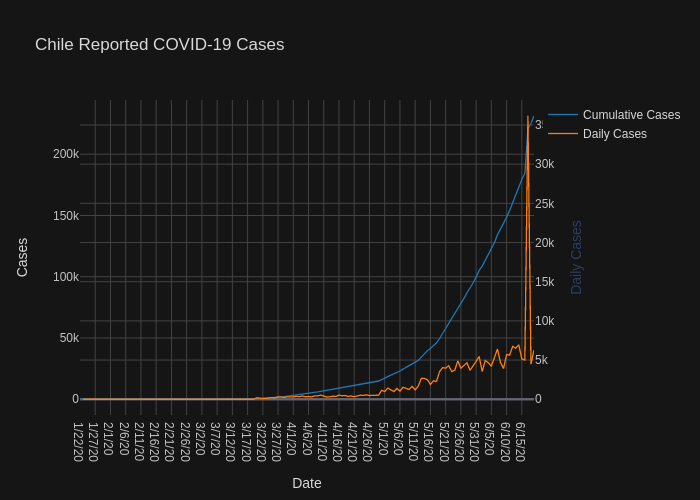 Chile Reported COVID-19 Cases
Cumulative Cases
Daily Cases
200k
150k
100k
50k
0
Cases
30k
25k
20k
15k
10k
5k
0
Daily Cases
1/22/20
1/27/20
2/1/20
2/6/20
2/11/20
2/16/20
2/21/20
2/26/20
3/2/20
3/7/20
3/12/20
3/17/20
3/22/20
3/27/20
4/1/20
4/6/20
4/11/20
4/16/20
4/21/20
4/26/20
5/1/20
5/6/20
5/11/20
5/16/20
5/21/20
5/26/20
5/31/20
6/5/20
6/10/20
6/15/20
Date